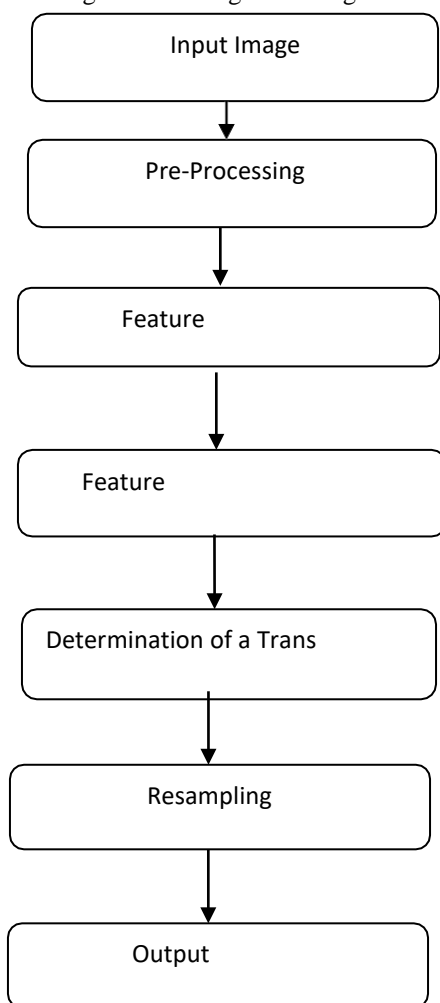 Input Image
Pre-Processing
Feature
Feature
Determination of a Trans
Resampling
Output